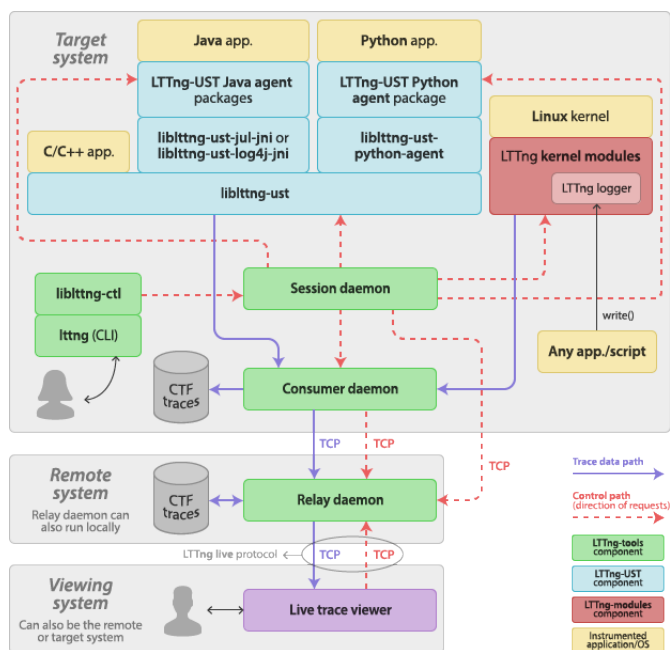 Target
system
Java app.
Python app.
LTTng-UST Java agent
packages
LTTng-UST Python
agent package
Linux kernel
C/C++ app.
liblttng-ust-jul-jni or
liblttng-ust-log4j-jni
liblttng-ust-
python-agent
LTTng kernel modules
LTTng logger
liblttng-ust
liblttng-ctl
Session daemon
lttng (CLI)
write()
Any app./script
CTF
traces
Consumer daemon
TCP
TCP
TCP
Remote
system
Relay daemon can
also run locally
CTF
traces
Relay daemon
LTTng live protocol
TCP
TCP
Viewing
system
Can also be the remote
or target system
Live trace viewer
Trace data path
Control path
(direction of requests)
LTTng-tools
component
LTTng-UST
component
LTTng-modules
component
Instrumented
application/OS